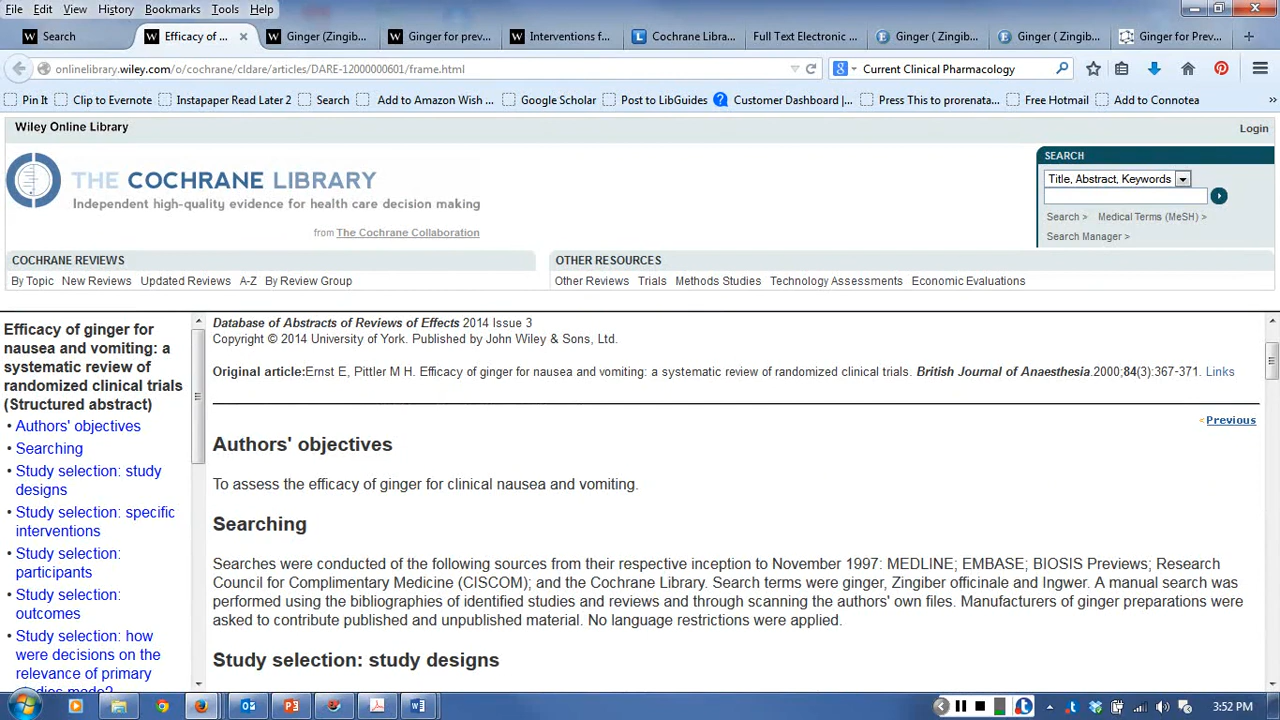 File Edit View History Bookmarks Tools Help
Search
Efficacy of ...
Ginger (Zingib...
Ginger for prev...
Interventions f...
Cochrane Libra...
Full Text Electronic ...
Ginger ( Zingib...
Ginger ( Zingib...
Ginger for Prev...
onlinelibrary.wiley.com/o/cochrane/cldare/articles/DARE-12000000601/frame.html
Current Clinical Pharmacology
Pin It Clip to Evernote Instapaper Read Later 2 Search Add to Amazon Wish ... Google Scholar Post to LibGuides Customer Dashboard |... Press This to prorenata... Free Hotmail Add to Connotea
Wiley Online Library
Login
THE COCHRANE LIBRARY
Independent high-quality evidence for health care decision making
from The Cochrane Collaboration
SEARCH
Title, Abstract, Keywords
Search > Medical Terms (MeSH) >
Search Manager >
COCHRANE REVIEWS
By Topic New Reviews Updated Reviews A-Z By Review Group
OTHER RESOURCES
Other Reviews Trials Methods Studies Technology Assessments Economic Evaluations
Efficacy of ginger for
nausea and vomiting: a
systematic review of
randomized clinical trials
(Structured abstract)
• Authors' objectives
• Searching
• Study selection: study
designs
• Study selection: specific
interventions
• Study selection:
participants
• Study selection:
outcomes
• Study selection: how
were decisions on the
relevance of primary
studies made?
Database of Abstracts of Reviews of Effects 2014 Issue 3
Copyright © 2014 University of York. Published by John Wiley & Sons, Ltd.
Original article:Ernst E, Pittler M H. Efficacy of ginger for nausea and vomiting: a systematic review of randomized clinical trials. British Journal of Anaesthesia.2000;84(3):367-371. Links
< Previous
Authors' objectives
To assess the efficacy of ginger for clinical nausea and vomiting.
Searching
Searches were conducted of the following sources from their respective inception to November 1997: MEDLINE; EMBASE; BIOSIS Previews; Research
Council for Complimentary Medicine (CISCOM); and the Cochrane Library. Search terms were ginger, Zingiber officinale and Ingwer. A manual search was
performed using the bibliographies of identified studies and reviews and through scanning the authors' own files. Manufacturers of ginger preparations were
asked to contribute published and unpublished material. No language restrictions were applied.
Study selection: study designs
3:52 PM